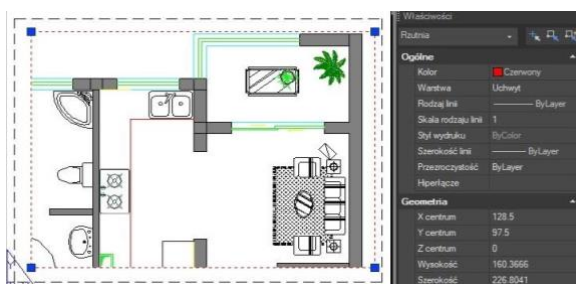 Właściwości
Rzutnia
Ogólne
Kolor Czerwony
Warstwa Uchwyt
Rodzaj linii ByLayer
Skala rodzaju linii 1
Styl wydruku ByColor
Szerokość linii ByLayer
Przezroczystość ByLayer
Hiperłącze
Geometria
X centrum 128.5
Y centrum 97.5
Z centrum 0
Wysokość 160.3666
Szerokość 226.8041